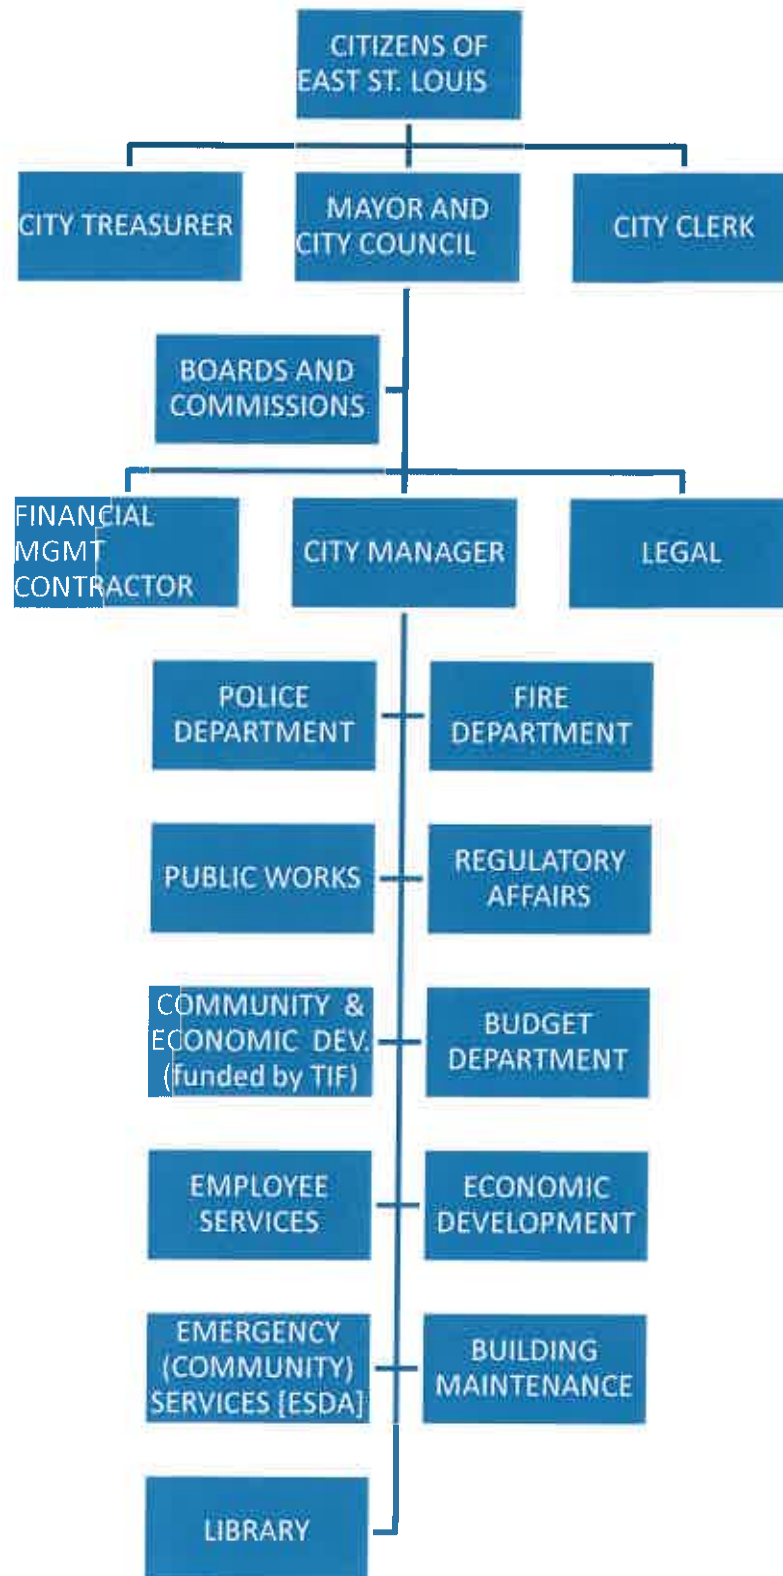 CITIZENS OF
EAST ST. LOUIS
CITY TREASURER
MAYOR AND
CITY COUNCIL
CITY CLERK
BOARDS AND
COMMISSIONS
FINANCIAL
MGMT
CONTRACTOR
CITY MANAGER
LEGAL
POLICE
DEPARTMENT
FIRE
DEPARTMENT
PUBLIC WORKS
REGULATORY
AFFAIRS
COMMUNITY &
ECONOMIC DEV.
(funded by TIF)
BUDGET
DEPARTMENT
EMPLOYEE
SERVICES
ECONOMIC
DEVELOPMENT
EMERGENCY
(COMMUNITY)
SERVICES [ESDA]
BUILDING
MAINTENANCE
LIBRARY